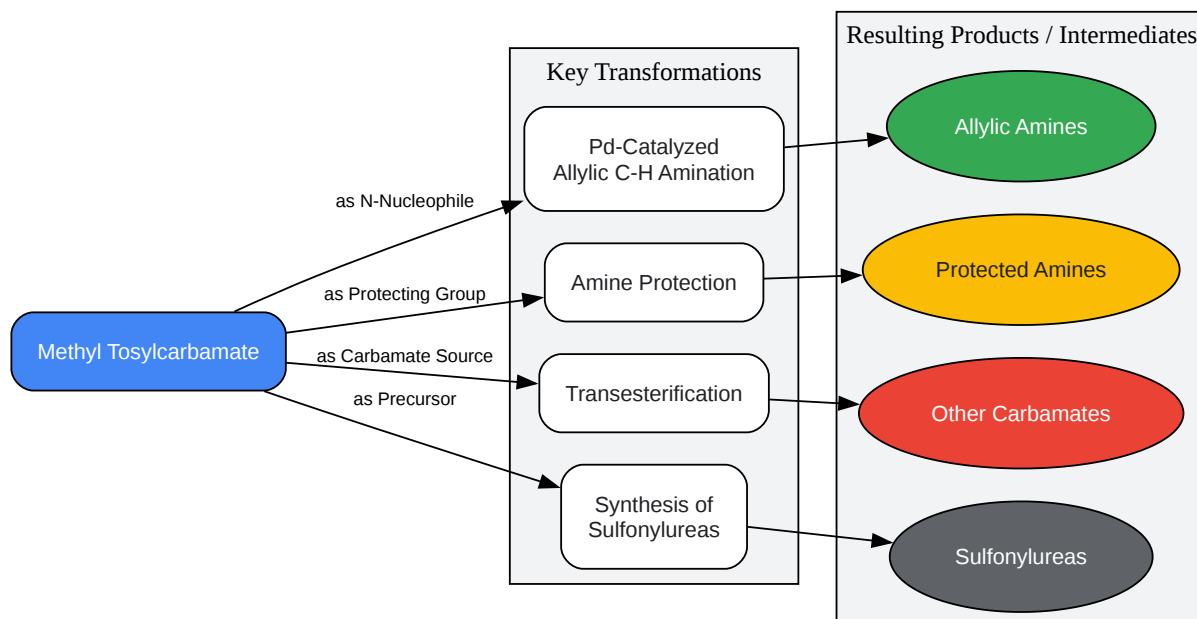 Resulting Products / Intermediates
Key Transformations
Pd-Catalyzed
Allylic C-H Amination
Allylic Amines
as N-Nucleophile
Amine Protection
Protected Amines
as Protecting Group
Methyl Tosylcarbamate
as Carbamate Source
Transesterification
Other Carbamates
as Precursor
Synthesis of
Sulfonylureas
Sulfonylureas